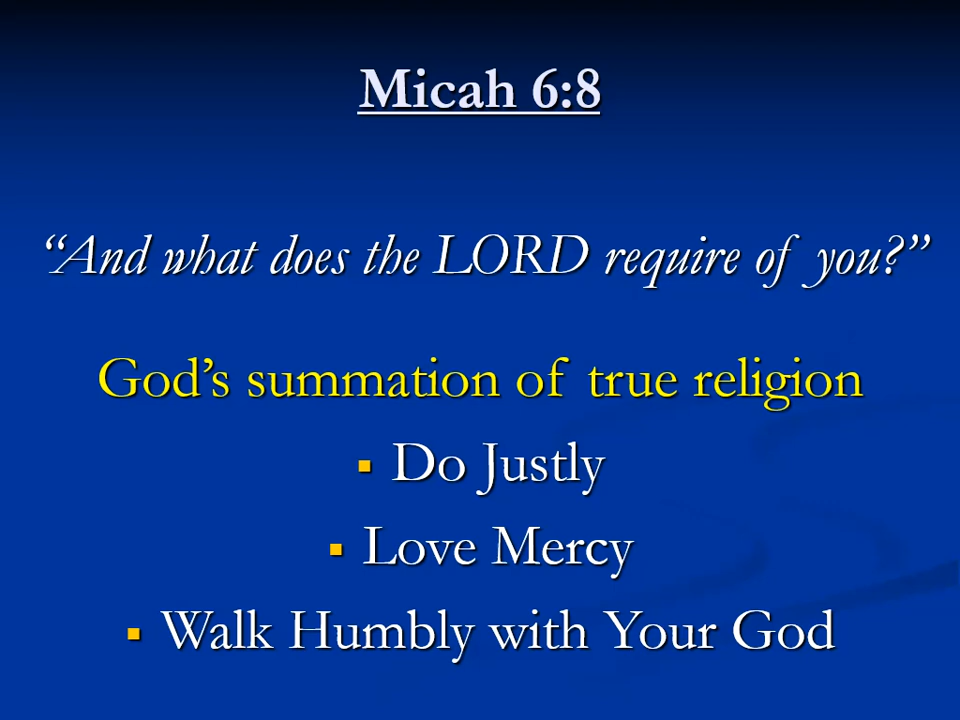 Micah 6:8
“And what does the LORD require of you?”
God’s summation of true religion
▪ Do Justly
▪ Love Mercy
▪ Walk Humbly with Your God